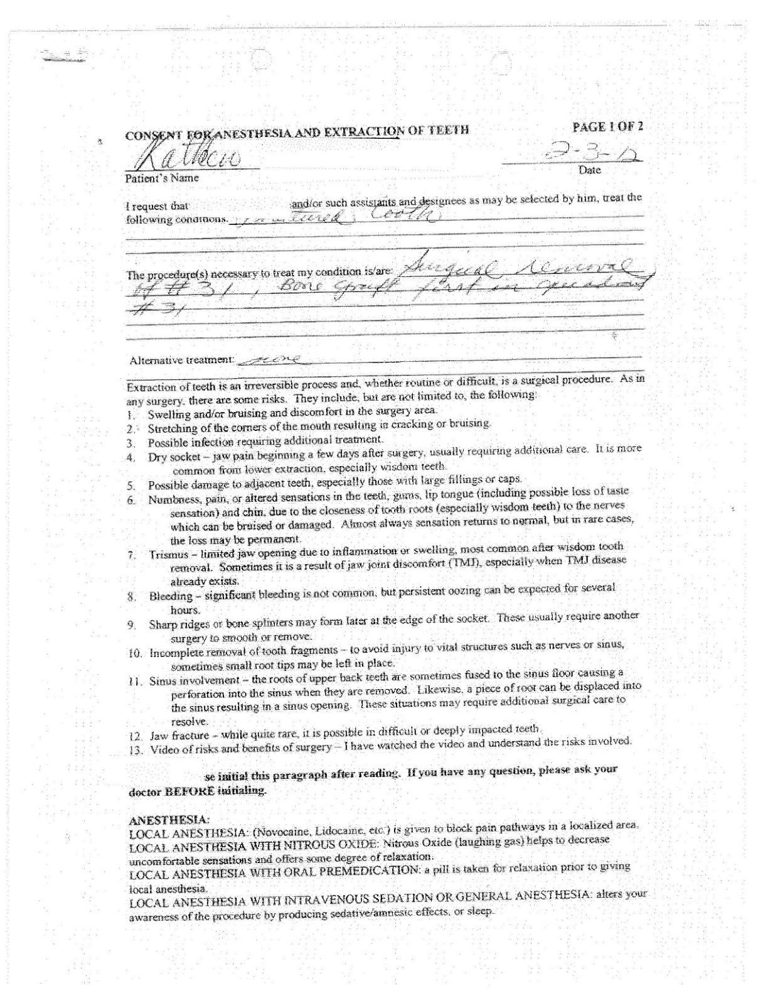 CONSENT FOR ANESTHESIA AND EXTRACTION OF TEETH PAGE 1 OF 2
2-3-12
Patient's Name Date
I request that and/or such assistants and designees as may be selected by him, treat the
following conditions. tooth
The procedure(s) necessary to treat my condition is/are: Surgical removal
of # 31, Bone Graft first in quadrant
# 31
Alternative treatment: none
Extraction of teeth is an irreversible process and, whether routine or difficult, is a surgical procedure. As in
any surgery, there are some risks. They include, but are not limited to, the following:
1. Swelling and/or bruising and discomfort in the surgery area.
2. Stretching of the corners of the mouth resulting in cracking or bruising.
3. Possible infection requiring additional treatment.
4. Dry socket – jaw pain beginning a few days after surgery, usually requiring additional care. It is more
common from lower extraction, especially wisdom teeth.
5. Possible damage to adjacent teeth, especially those with large fillings or caps.
6. Numbness, pain, or altered sensations in the teeth, gums, lip tongue (including possible loss of taste
sensation) and chin, due to the closeness of tooth roots (especially wisdom teeth) to the nerves
which can be bruised or damaged. Almost always sensation returns to normal, but in rare cases,
the loss may be permanent.
7. Trismus – limited jaw opening due to inflammation or swelling, most common after wisdom tooth
removal. Sometimes it is a result of jaw joint discomfort (TMJ), especially when TMJ disease
already exists.
8. Bleeding – significant bleeding is not common, but persistent oozing can be expected for several
hours.
9. Sharp ridges or bone splinters may form later at the edge of the socket. These usually require another
surgery to smooth or remove.
10. Incomplete removal of tooth fragments – to avoid injury to vital structures such as nerves or sinus,
sometimes small root tips may be left in place.
11. Sinus involvement – the roots of upper back teeth are sometimes fused to the sinus floor causing a
perforation into the sinus when they are removed. Likewise, a piece of root can be displaced into
the sinus resulting in a sinus opening. These situations may require additional surgical care to
resolve.
12. Jaw fracture – while quite rare, it is possible in difficult or deeply impacted teeth.
13. Video of risks and benefits of surgery – I have watched the video and understand the risks involved.
se initial this paragraph after reading. If you have any question, please ask your
doctor BEFORE initialing.
ANESTHESIA:
LOCAL ANESTHESIA: (Novocaine, Lidocaine, etc.) is given to block pain pathways in a localized area.
LOCAL ANESTHESIA WITH NITROUS OXIDE: Nitrous Oxide (laughing gas) helps to decrease
uncomfortable sensations and offers some degree of relaxation.
LOCAL ANESTHESIA WITH ORAL PREMEDICATION: a pill is taken for relaxation prior to giving
local anesthesia.
LOCAL ANESTHESIA WITH INTRAVENOUS SEDATION OR GENERAL ANESTHESIA: alters your
awareness of the procedure by producing sedative/amnesic effects, or sleep.